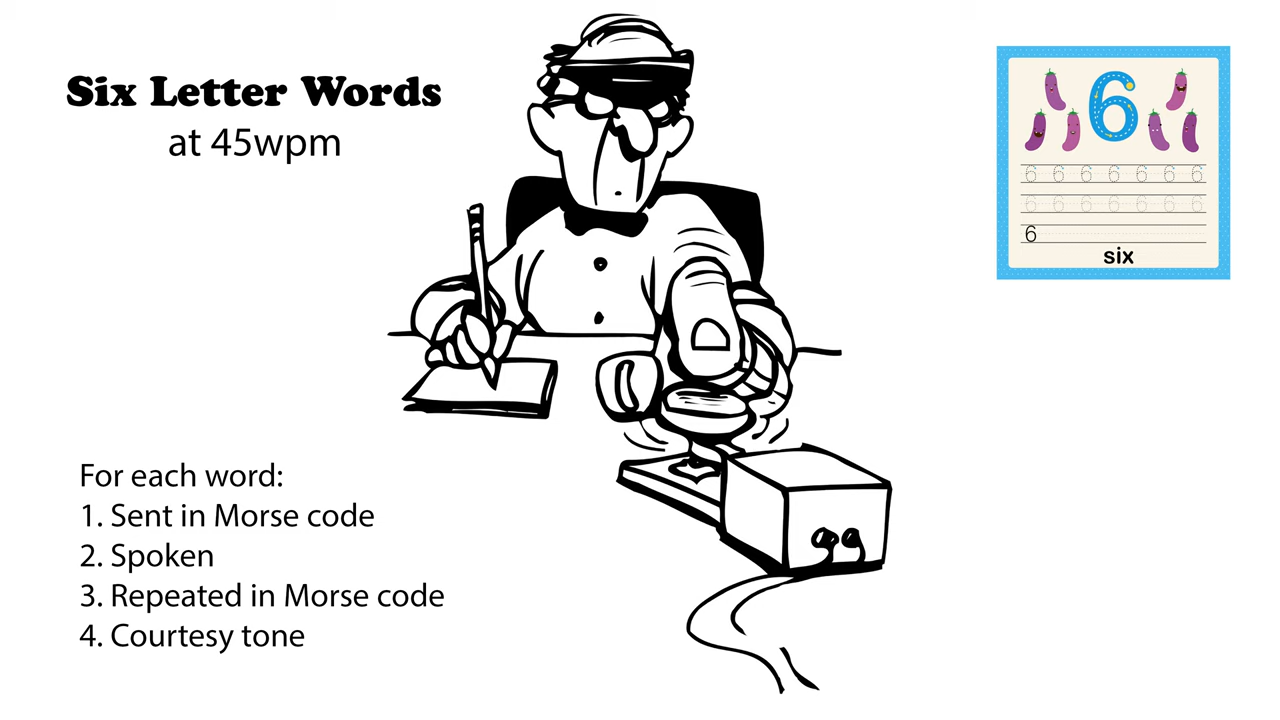 Six Letter Words
at 45wpm
6
6 6 6 6 6 6 6
6 6 6 6 6 6 6
6
six
For each word:
1. Sent in Morse code
2. Spoken
3. Repeated in Morse code
4. Courtesy tone